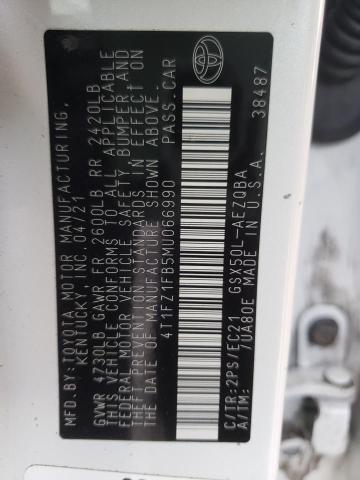 MFD.BY:TOYOTA MOTOR MANUFACTURING,
KENTUCKY, INC. 04/21
GVWR 4730LB GAWR FR 2600LB RR 2420LB
THIS VEHICLE CONFORMS TO ALL APPLICABLE
FEDERAL MOTOR VEHICLE SAFETY BUMPER AND
THEFT PREVENTION STANDARDS IN EFFECT ON
THE DATE OF MANUFACTURE SHOWN ABOVE.
4T1FZ1FB5MU066990 PASS.CAR
C/TR:2PS/EC21 GSX50L-AEZQBA
A/TM: 7UA80E MADE IN U.S.A. 38487